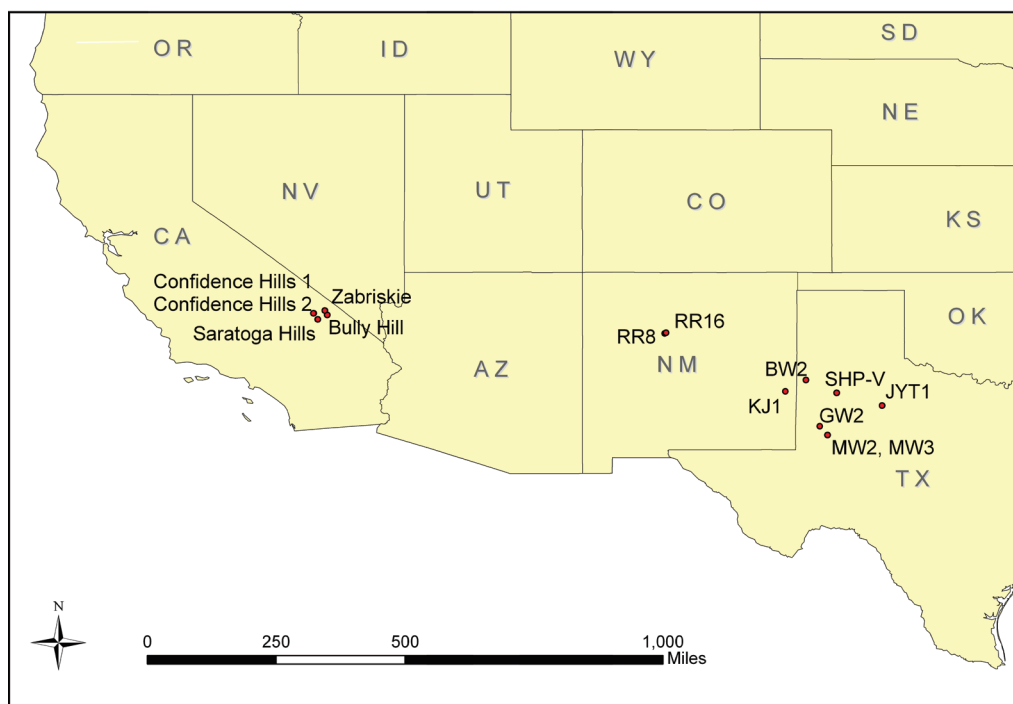 OR
ID
WY
SD
NE
NV
UT
CO
KS
CA
Confidence Hills 1
Confidence Hills 2
Zabriskie
Saratoga Hills
Bully Hill
AZ
RR8
RR16
NM
OK
BW2
SHP-V
JYT1
KJ1
GW2
MW2, MW3
TX
N
0 250 500 1,000
Miles